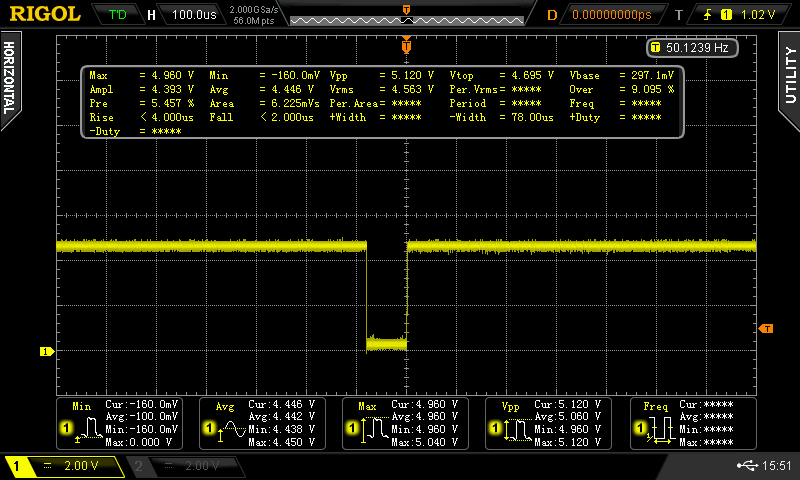 RIGOL T'D H 100.0us 2.000GSa/s 56.0M pts D 0.00000000ps T 1 1.02 V
T
T 50.1239 Hz
HORIZONTAL
UTILITY
Max = 4.960 V Min = -160.0mV Vpp = 5.120 V Vtop = 4.695 V Vbase = 297.1mV
Ampl = 4.393 V Avg = 4.446 V Vrms = 4.563 V Per.Vrms= ***** Over = 9.095 %
Pre = 5.457 % Area = 6.225mVs Per.Area= ***** Period = ***** Freq = *****
Rise < 4.000us Fall < 2.000us +Width = ***** -Width = 78.00us +Duty = *****
-Duty = *****
T
1
Min Cur:-160.0mV
Avg:-100.0mV
1 Min:-160.0mV
Max:0.000 V
Avg Cur:4.446 V
Avg:4.442 V
1 Min:4.438 V
Max:4.450 V
Max Cur:4.960 V
Avg:4.960 V
1 Min:4.960 V
Max:5.040 V
Vpp Cur:5.120 V
Avg:5.060 V
1 Min:4.960 V
Max:5.120 V
Freq Cur:*****
Avg:*****
1 Min:*****
Max:*****
1 2.00 V 2 2.00 V 15:51